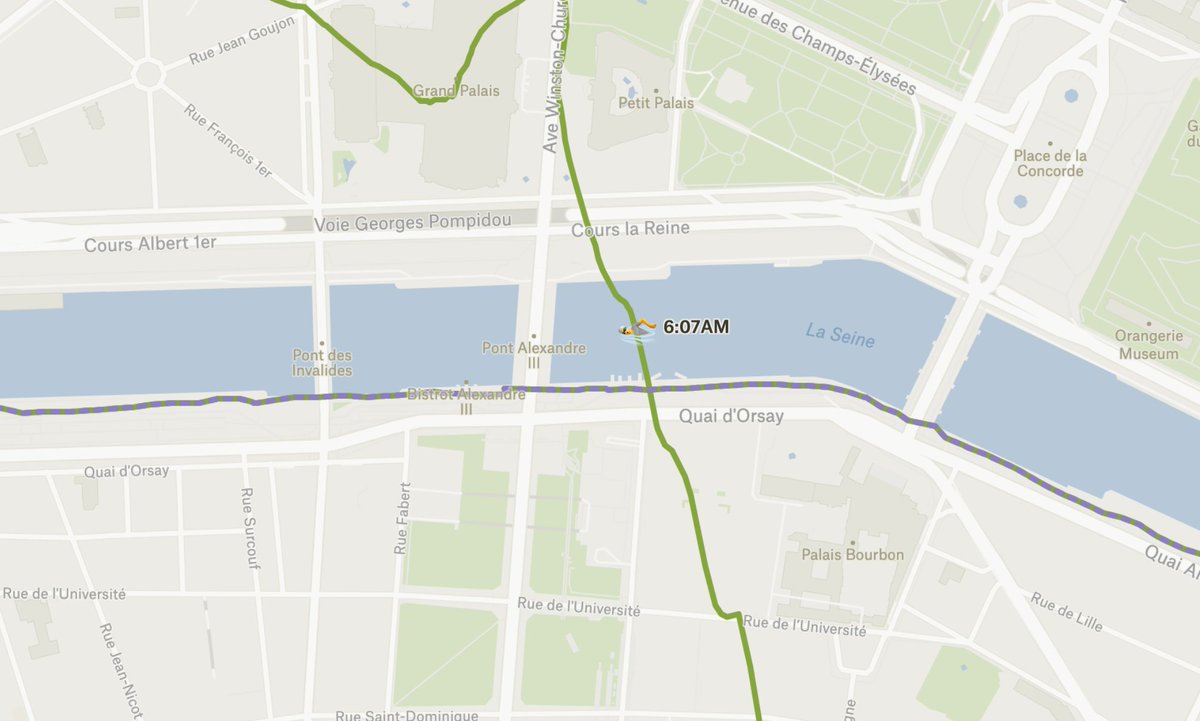 Rue Jean Goujon
Grand Palais
Ave Winston-Chur
Petit Palais
enue des Champs-Élysées
Place de la
Concorde
Rue François 1er
Voie Georges Pompidou
Cours Albert 1er
Cours la Reine
6:07AM
La Seine
Pont des
Invalides
Pont Alexandre
III
Orangerie
Museum
Bistrot Alexandre
III
Quai d'Orsay
Quai d'Orsay
Rue Surcouf
Rue Fabert
Palais Bourbon
Quai A
Rue de l'Université
Rue de l'Université
Rue de l'Université
Rue de Lille
Rue Jean-Nicot
Rue Saint-Dominique
gne